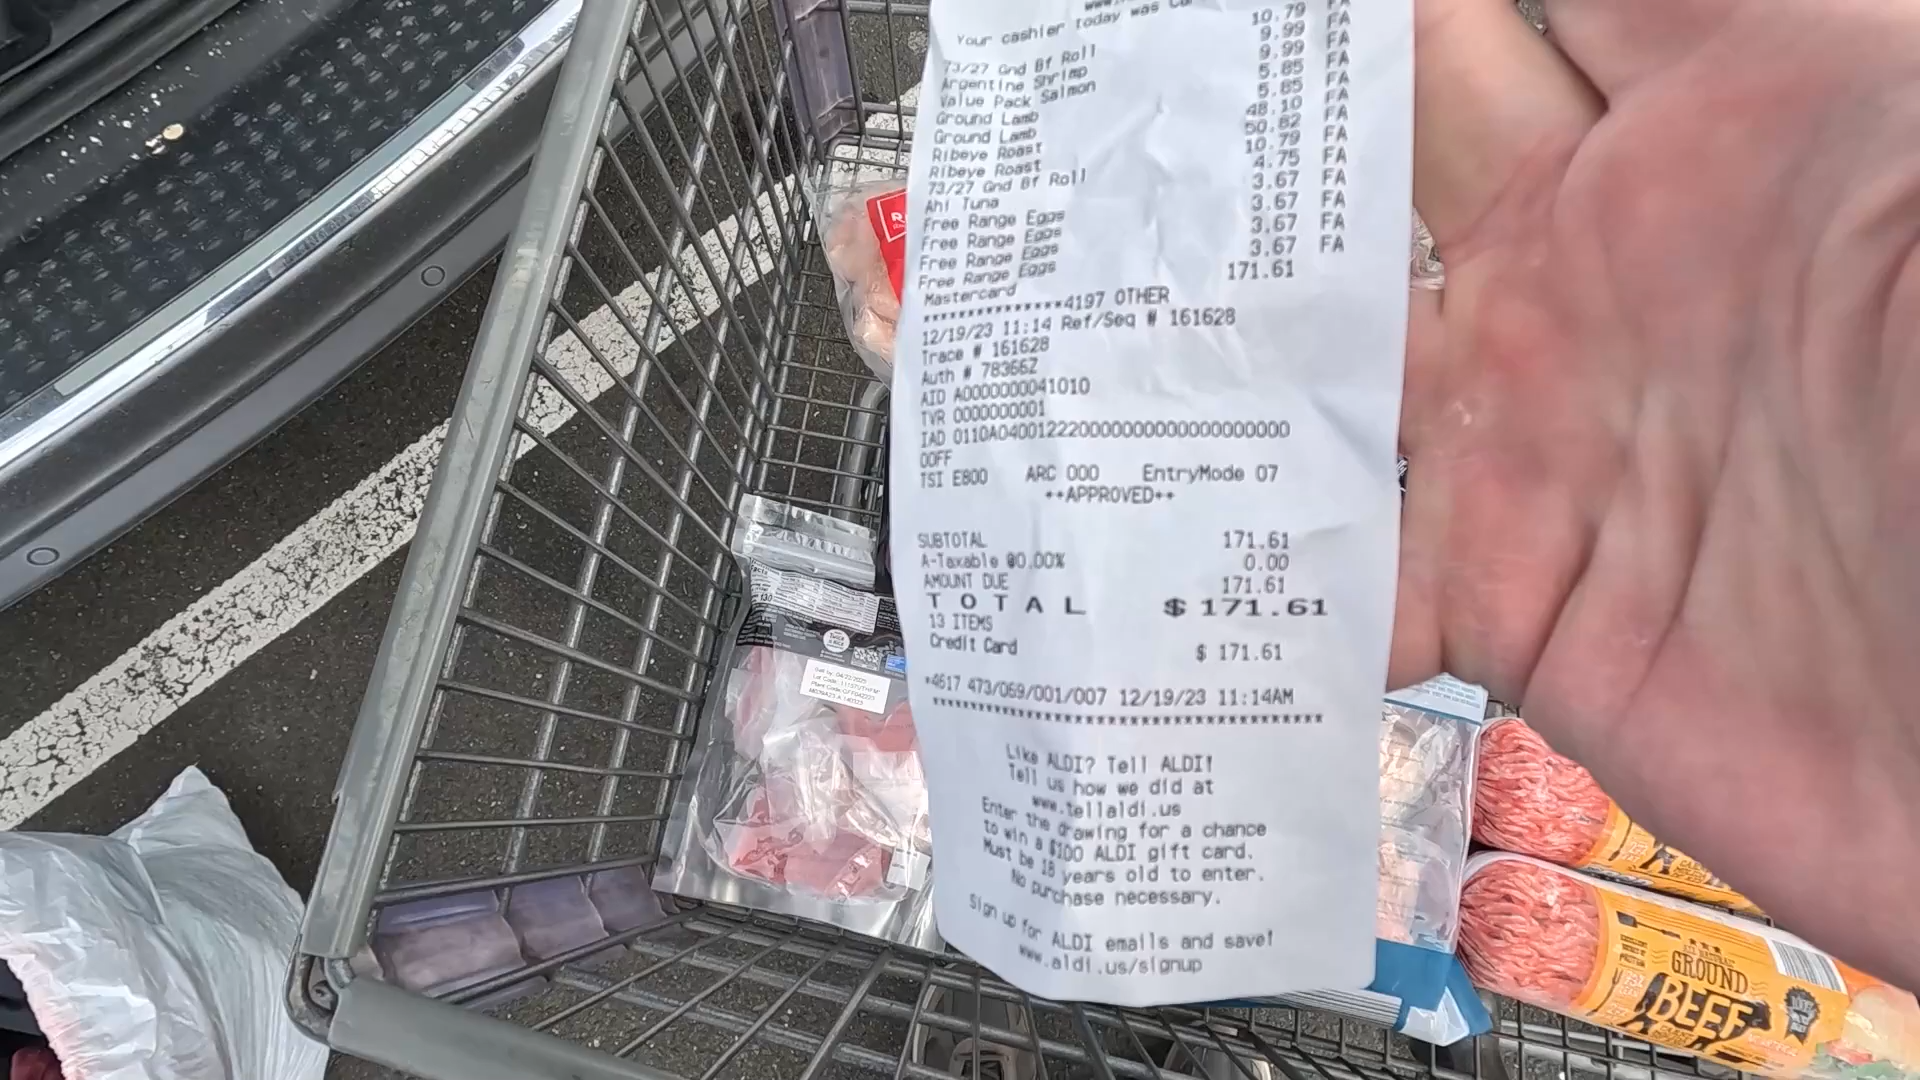 Your cashier today was
73/27 Gnd Bf Roll 10.79 FA
Argentine Shrimp 9.99 FA
Value Pack Salmon 9.99 FA
Ground Lamb 5.85 FA
Ground Lamb 5.85 FA
Ribeye Roast 48.10 FA
Ribeye Roast 50.82 FA
73/27 Gnd Bf Roll 10.79 FA
Ahi Tuna 4.75 FA
Free Range Eggs 3.67 FA
Free Range Eggs 3.67 FA
Free Range Eggs 3.67 FA
Free Range Eggs 3.67 FA
Mastercard 171.61
************4197 OTHER
12/19/23 11:14 Ref/Seq # 161628
Trace # 161628
Auth # 78366Z
AID A0000000041010
TVR 0000000001
IAD 0110A04001222000000000000000000000
00FF
TSI E800 ARC 000 EntryMode 07
++APPROVED++
SUBTOTAL 171.61
A-Taxable @0.00% 0.00
AMOUNT DUE 171.61
TOTAL $ 171.61
13 ITEMS
Credit Card $ 171.61
*4617 473/069/001/007 12/19/23 11:14AM
Like ALDI? Tell ALDI!
Tell us how we did at
www.tellaldi.us
Enter the drawing for a chance
to win a $100 ALDI gift card.
Must be 18 years old to enter.
No purchase necessary.
Sign up for ALDI emails and save!
www.aldi.us/signup
GROUND
BEEF